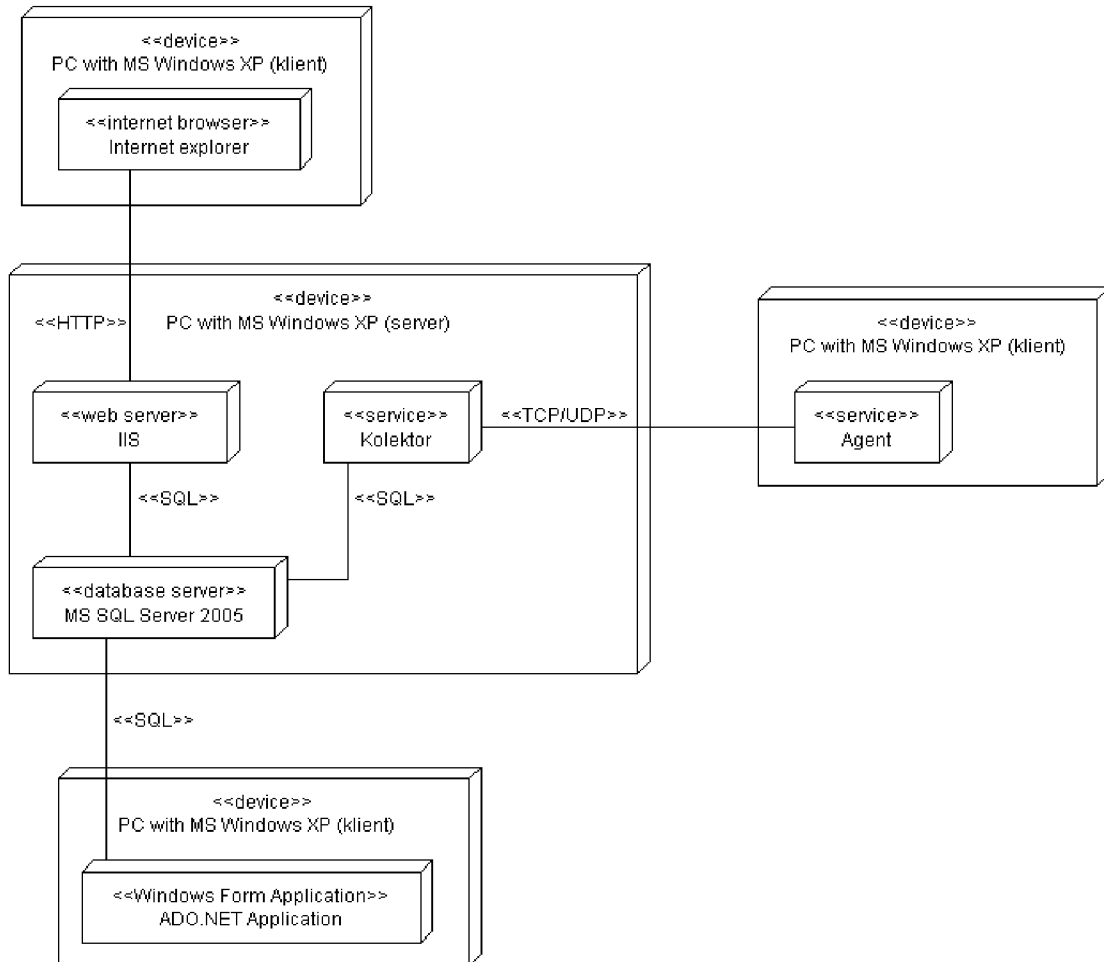 <<device>>
PC with MS Windows XP (klient)
<<internet browser>>
Internet explorer
<<HTTP>>
<<device>>
PC with MS Windows XP (server)
<<web server>>
IIS
<<service>>
Kolektor
<<TCP/UDP>>
<<device>>
PC with MS Windows XP (klient)
<<service>>
Agent
<<SQL>>
<<SQL>>
<<database server>>
MS SQL Server 2005
<<SQL>>
<<device>>
PC with MS Windows XP (klient)
<<Windows Form Application>>
ADO.NET Application